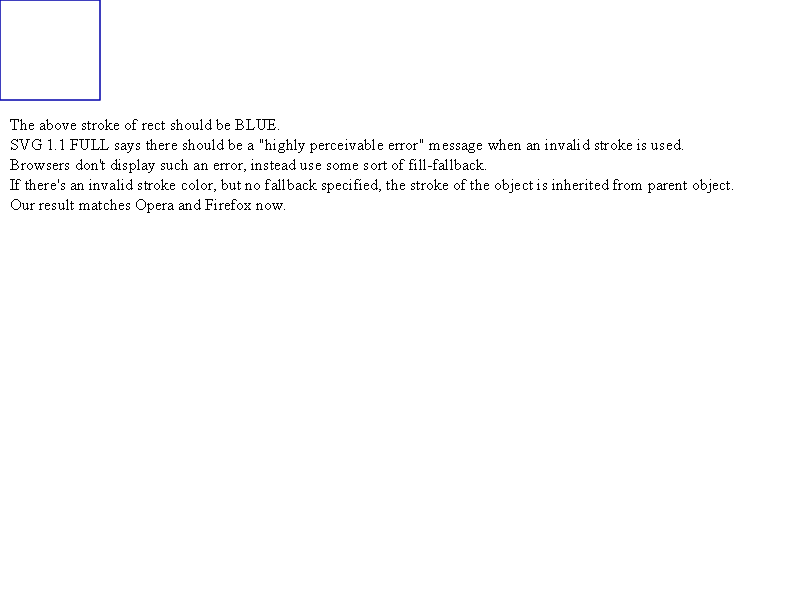 The above stroke of rect should be BLUE.
SVG 1.1 FULL says there should be a "highly perceivable error" message when an invalid stroke is used.
Browsers don't display such an error, instead use some sort of fill-fallback.
If there's an invalid stroke color, but no fallback specified, the stroke of the object is inherited from parent object.
Our result matches Opera and Firefox now.